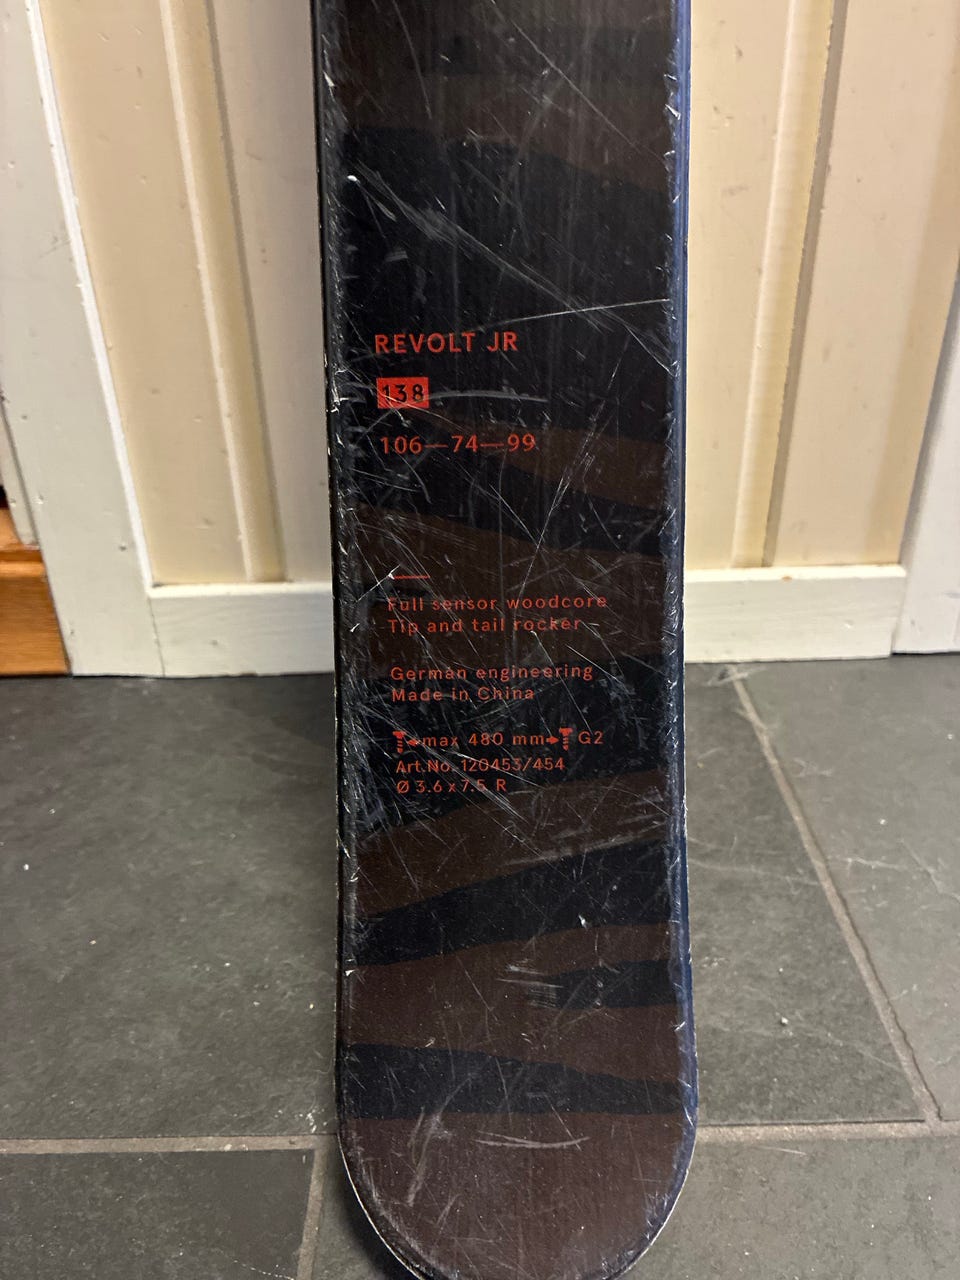 REVOLT JR
138
106—74—99
Full sensor woodcore
Tip and tail rocker
German engineering
Made in China
max 480 mm G2
Art.No. 120453/454
Ø 3.6 x 7.5 R